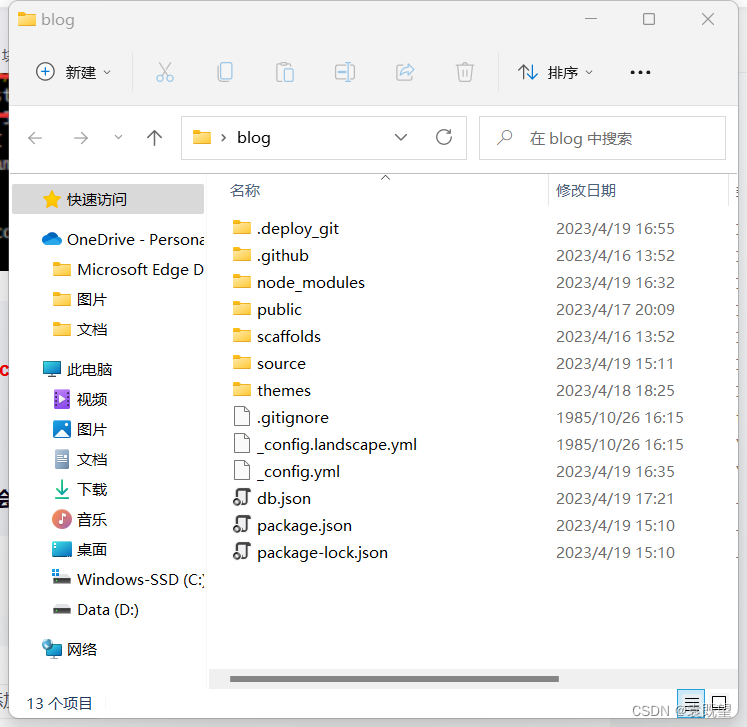 blog
新建
排序
blog
在 blog 中搜索
快速访问
OneDrive - Persona
Microsoft Edge D
图片
文档
此电脑
视频
图片
文档
下载
音乐
桌面
Windows-SSD (C:)
Data (D:)
网络
名称 修改日期
.deploy_git 2023/4/19 16:55
.github 2023/4/16 13:52
node_modules 2023/4/19 16:32
public 2023/4/17 20:09
scaffolds 2023/4/16 13:52
source 2023/4/19 15:11
themes 2023/4/18 18:25
.gitignore 1985/10/26 16:15
_config.landscape.yml 1985/10/26 16:15
_config.yml 2023/4/19 16:35
db.json 2023/4/19 17:21
package.json 2023/4/19 15:10
package-lock.json 2023/4/19 15:10
13 个项目
CSDN